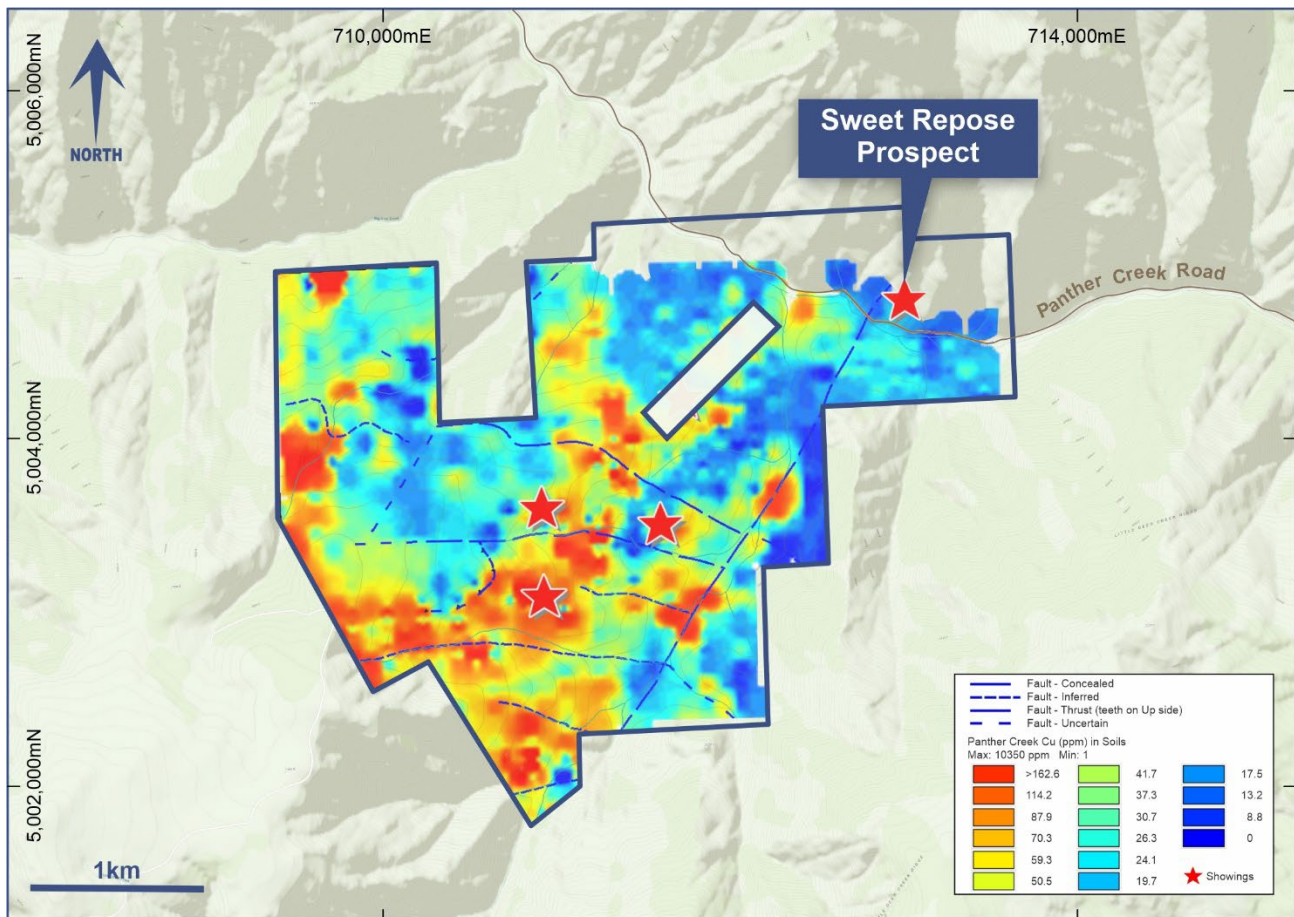 710,000mE
714,000mE
5,006,000mN
NORTH
Sweet Repose
Prospect
Panther Creek Road
5,004,000mN
5,002,000mN
1km
Fault - Concealed
Fault - Inferred
Fault - Thrust (teeth on Up side)
Fault - Uncertain
Panther Creek Cu (ppm) in Soils
Max: 10350 ppm Min: 1
>162.6 41.7 17.5
114.2 37.3 13.2
87.9 30.7 8.8
70.3 26.3 0
59.3 24.1
50.5 19.7 Showings